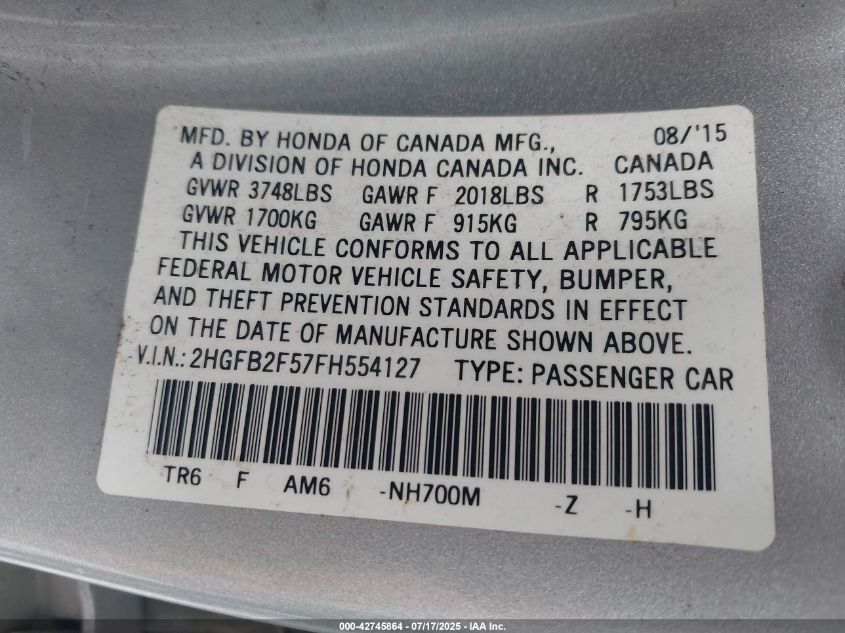 MFD. BY HONDA OF CANADA MFG., 08/'15
A DIVISION OF HONDA CANADA INC. CANADA
GVWR 3748LBS GAWR F 2018LBS R 1753LBS
GVWR 1700KG GAWR F 915KG R 795KG
THIS VEHICLE CONFORMS TO ALL APPLICABLE
FEDERAL MOTOR VEHICLE SAFETY, BUMPER,
AND THEFT PREVENTION STANDARDS IN EFFECT
ON THE DATE OF MANUFACTURE SHOWN ABOVE.
V.I.N.: 2HGFB2F57FH554127 TYPE: PASSENGER CAR
TR6 F AM6 -NH700M -Z -H
000-42745864 / 07/17/2025 - IAA Inc.